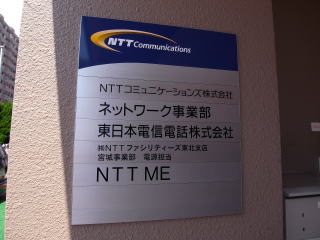 NTT Communications
NTTコミュニケーションズ株式会社
ネットワーク事業部
東日本電信電話株式会社
㈱NTTファシリティーズ東北支店
宮城事業部 電源担当
NTT ME